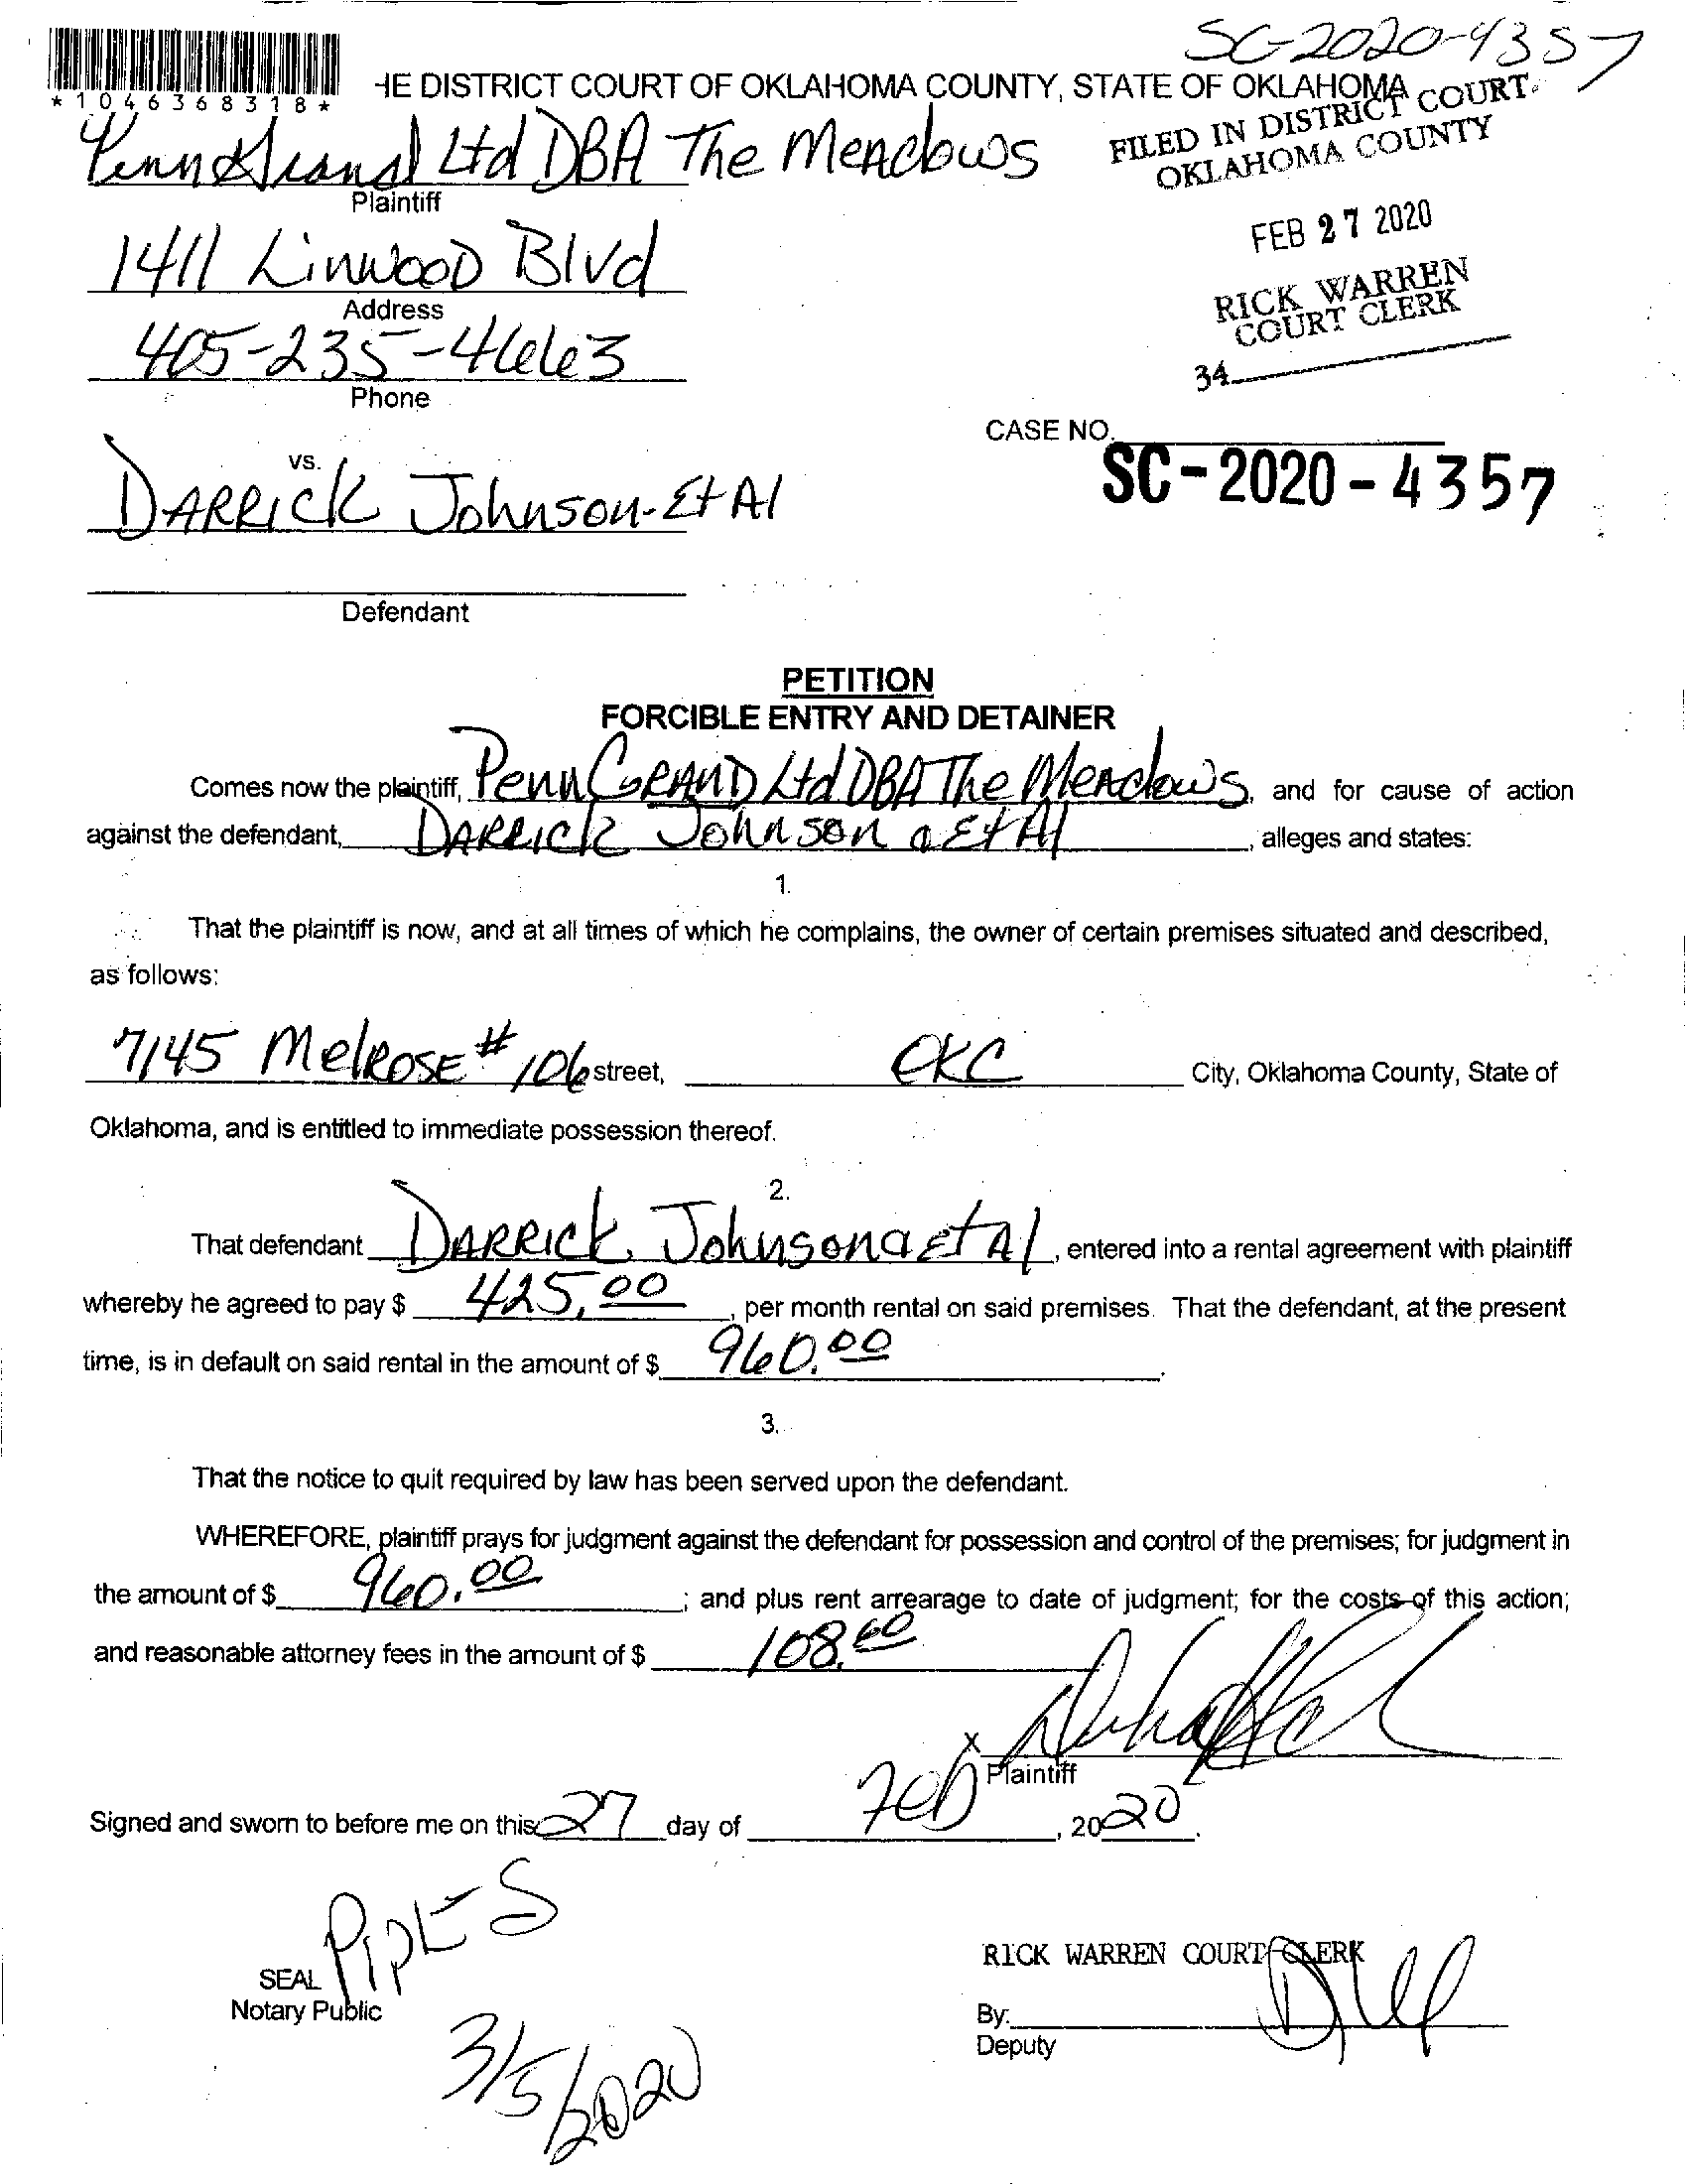 SC-2020-4357
*1046368318*
HE DISTRICT COURT OF OKLAHOMA COUNTY, STATE OF OKLAHOMA
FILED IN DISTRICT COURT
OKLAHOMA COUNTY
FEB 27 2020
RICK WARREN
COURT CLERK
34
Penn Grand Ltd DBA The Meadows
Plaintiff
1411 Linwood Blvd
Address
405-235-4663
Phone
CASE NO.
SC-2020-4357
vs.
DARRICK Johnson-Et Al
Defendant
PETITION
FORCIBLE ENTRY AND DETAINER
Comes now the plaintiff, Penn GRAND Ltd DBA The Meadows, and for cause of action
against the defendant, DARRICK Johnson a Et Al, alleges and states:
1.
That the plaintiff is now, and at all times of which he complains, the owner of certain premises situated and described,
as follows:
7145 MelROSE # 106 street, OKC City, Oklahoma County, State of
Oklahoma, and is entitled to immediate possession thereof.
2.
That defendant DARRICK Johnson a Et Al, entered into a rental agreement with plaintiff
whereby he agreed to pay $ 425.00, per month rental on said premises. That the defendant, at the present
time, is in default on said rental in the amount of $ 960.00.
3.
That the notice to quit required by law has been served upon the defendant.
WHEREFORE, plaintiff prays for judgment against the defendant for possession and control of the premises; for judgment in
the amount of $ 960.00; and plus rent arrearage to date of judgment; for the costs of this action;
and reasonable attorney fees in the amount of $ 108.60
X
Plaintiff
Signed and sworn to before me on this 27 day of Feb, 2020.
PIPES
SEAL
Notary Public
3/5/2020
RICK WARREN COURT CLERK
By:
Deputy